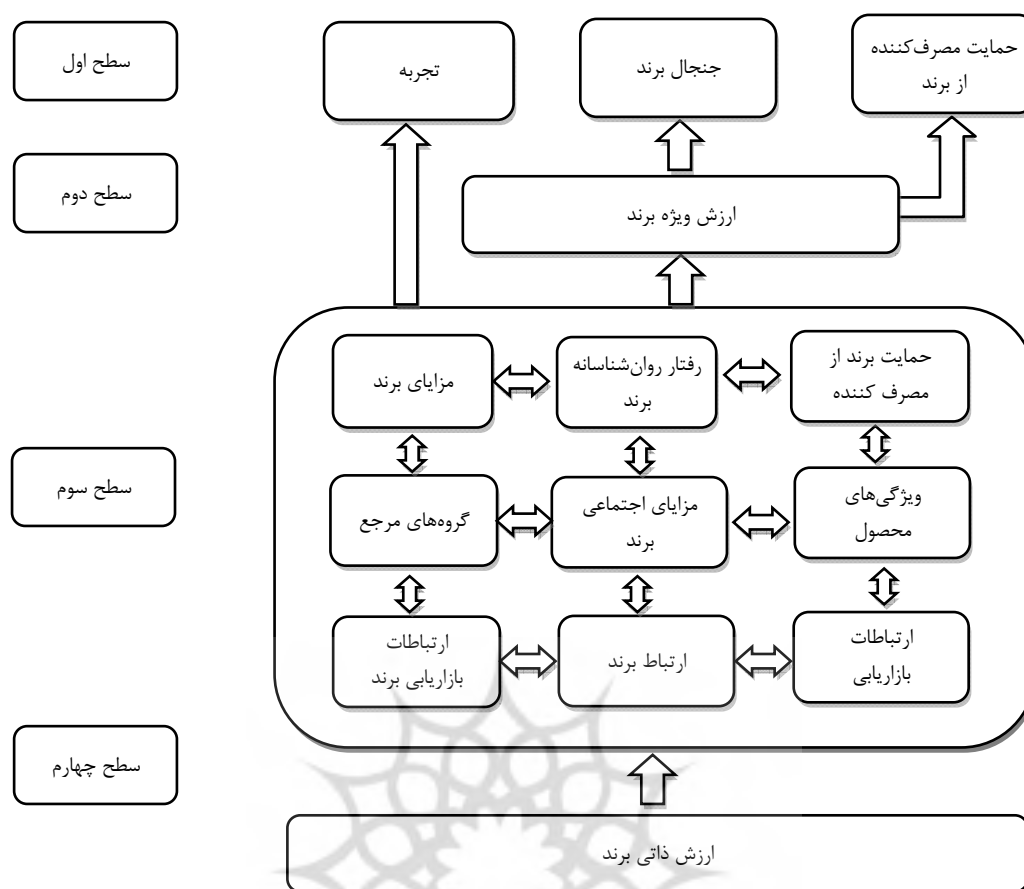 سطح اول
حمایت مصرف‌کننده
از برند
جنجال برند
تجربه
سطح دوم
ارزش ویژه برند
سطح سوم
حمایت برند از
مصرف کننده
رفتار روان‌شناسانه
برند
مزایای برند
ویژگی‌های
محصول
مزایای اجتماعی
برند
گروه‌های مرجع
ارتباطات
بازاریابی
ارتباط برند
ارتباطات
بازاریابی برند
سطح چهارم
ارزش ذاتی برند